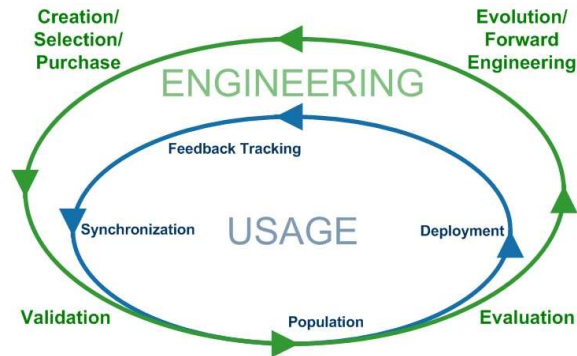 Creation/
Selection/
Purchase
Evolution/
Forward
Engineering
ENGINEERING
Feedback Tracking
Synchronization
USAGE
Deployment
Validation
Population
Evaluation